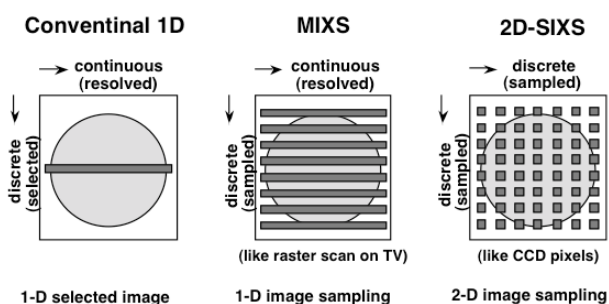 Conventinal 1D
continuous
(resolved)
discrete
(selected)
1-D selected image
MIXS
continuous
(resolved)
discrete
(sampled)
(like raster scan on TV)
1-D image sampling
2D-SIXS
discrete
(sampled)
discrete
(sampled)
(like CCD pixels)
2-D image sampling